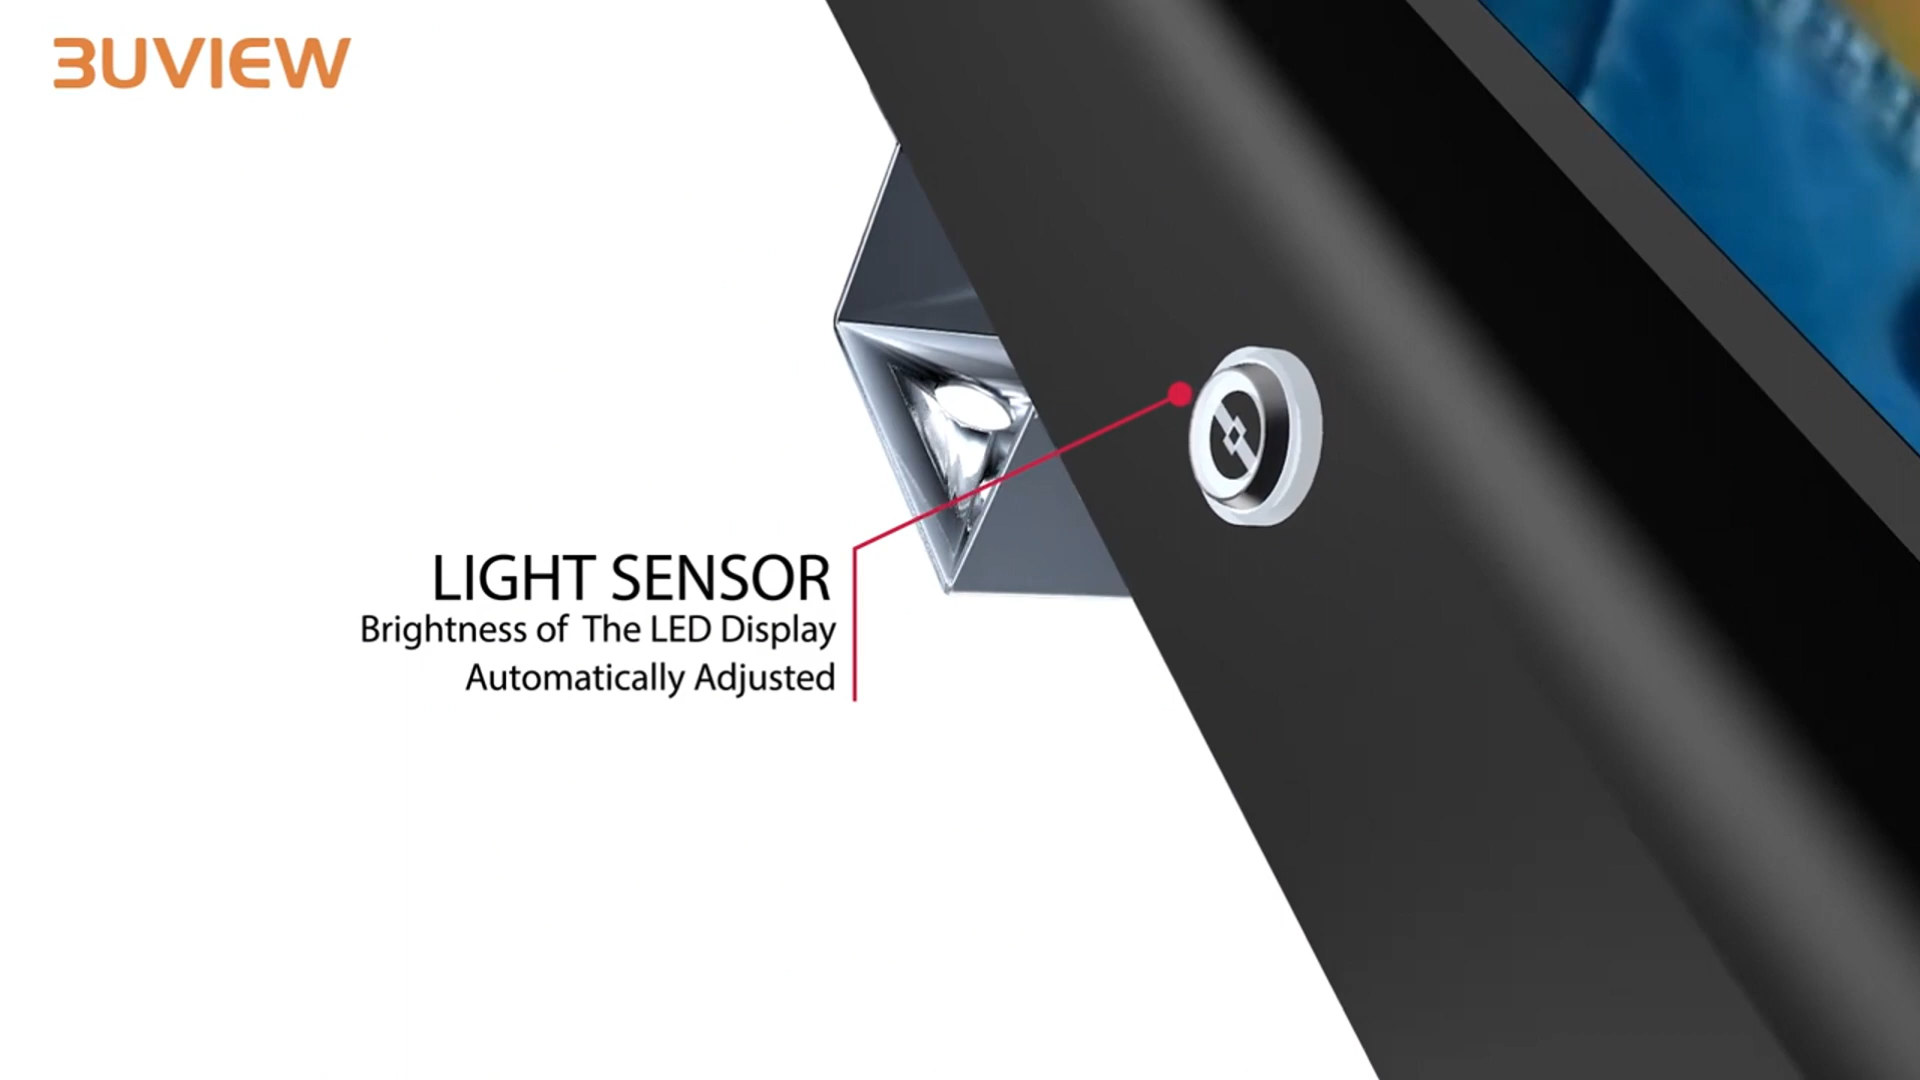 3UVIEW
LIGHT SENSOR
Brightness of The LED Display
Automatically Adjusted